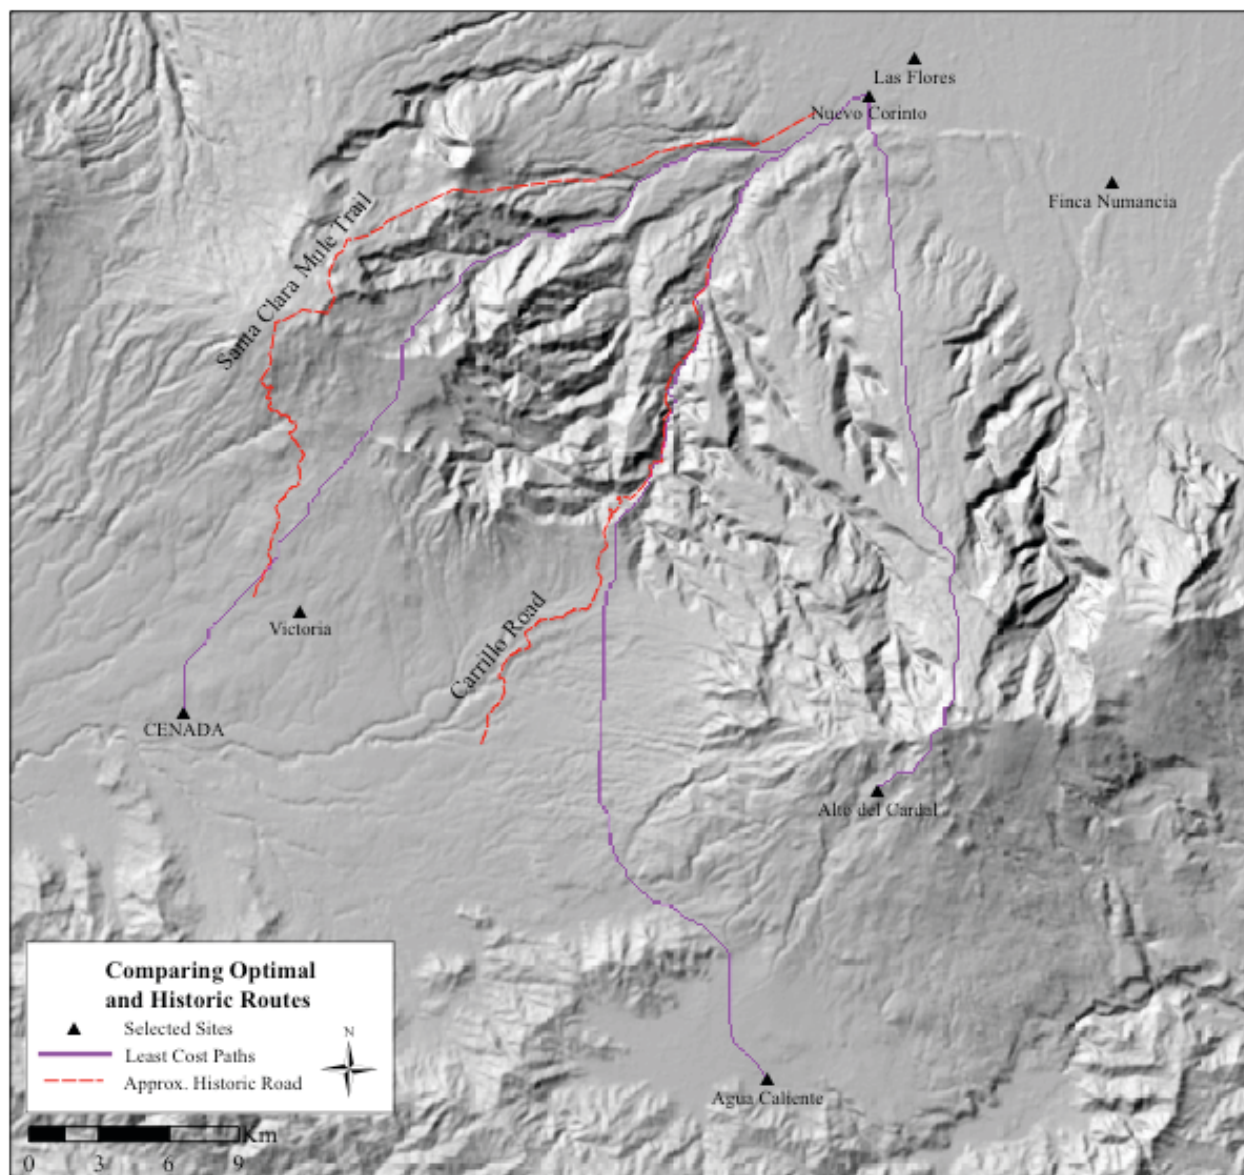 Las Flores
Nuevo Corinto
Finca Numancia
Santa Clara Mule Trail
Carrillo Road
Victoria
CENADA
Alto del Cardal
Agua Caliente
Comparing Optimal
and Historic Routes
Selected Sites
N
Least Cost Paths
Approx. Historic Road
Km
0 3 6 9